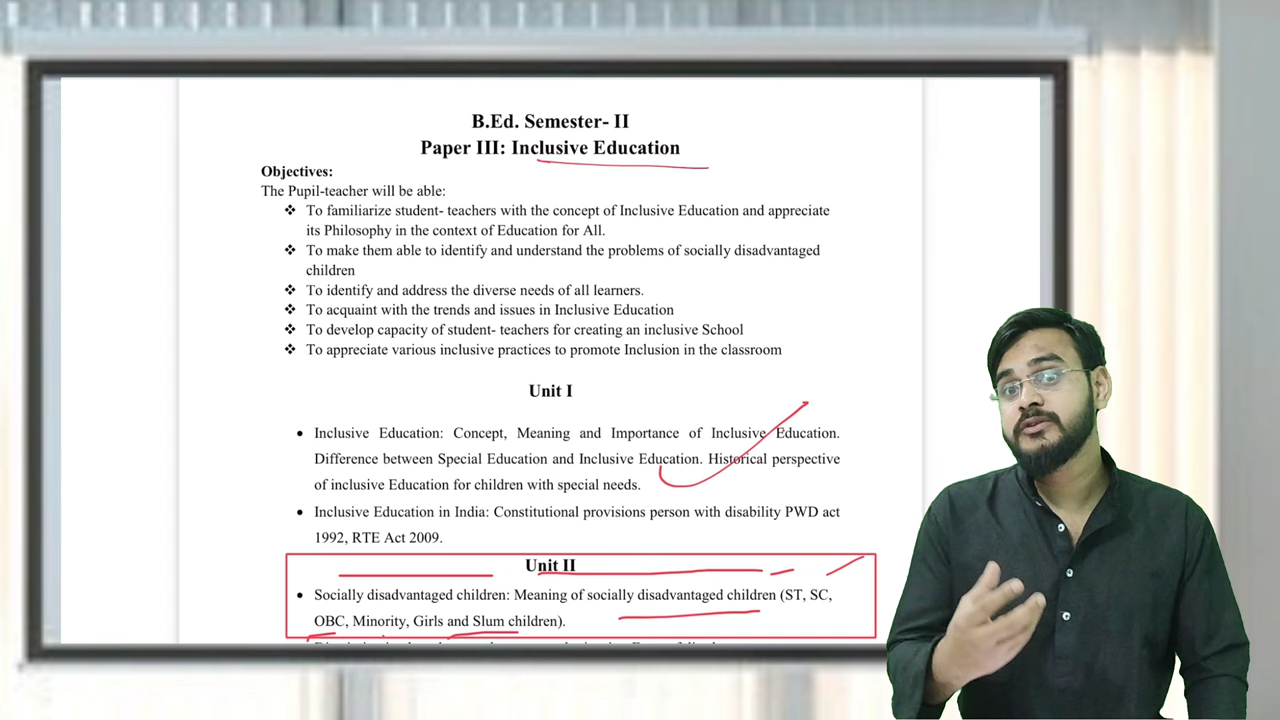 B.Ed. Semester- II
Paper III: Inclusive Education
Objectives:
The Pupil-teacher will be able:
❖ To familiarize student- teachers with the concept of Inclusive Education and appreciate
its Philosophy in the context of Education for All.
❖ To make them able to identify and understand the problems of socially disadvantaged
children
❖ To identify and address the diverse needs of all learners.
❖ To acquaint with the trends and issues in Inclusive Education
❖ To develop capacity of student- teachers for creating an inclusive School
❖ To appreciate various inclusive practices to promote Inclusion in the classroom
Unit I
• Inclusive Education: Concept, Meaning and Importance of Inclusive Education.
Difference between Special Education and Inclusive Education. Historical perspective
of inclusive Education for children with special needs.
• Inclusive Education in India: Constitutional provisions person with disability PWD act
1992, RTE Act 2009.
Unit II
• Socially disadvantaged children: Meaning of socially disadvantaged children (ST, SC,
OBC, Minority, Girls and Slum children).